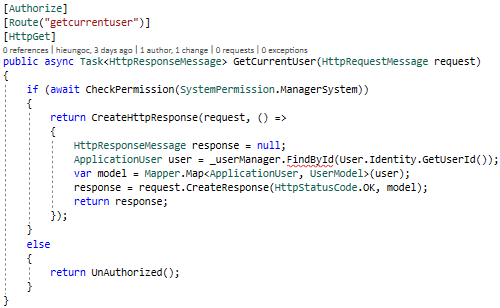 [Authorize]
[Route("getcurrentuser")]
[HttpGet]
0 references | hieungoc, 3 days ago | 1 author, 1 change | 0 requests | 0 exceptions
public async Task<HttpResponseMessage> GetCurrentUser(HttpRequestMessage request)
{
if (await CheckPermission(SystemPermission.ManagerSystem))
{
return CreateHttpResponse(request, () =>
{
HttpResponseMessage response = null;
ApplicationUser user = _userManager.FindById(User.Identity.GetUserId());
var model = Mapper.Map<ApplicationUser, UserModel>(user);
response = request.CreateResponse(HttpStatusCode.OK, model);
return response;
});
}
else
{
return UnAuthorized();
}
}